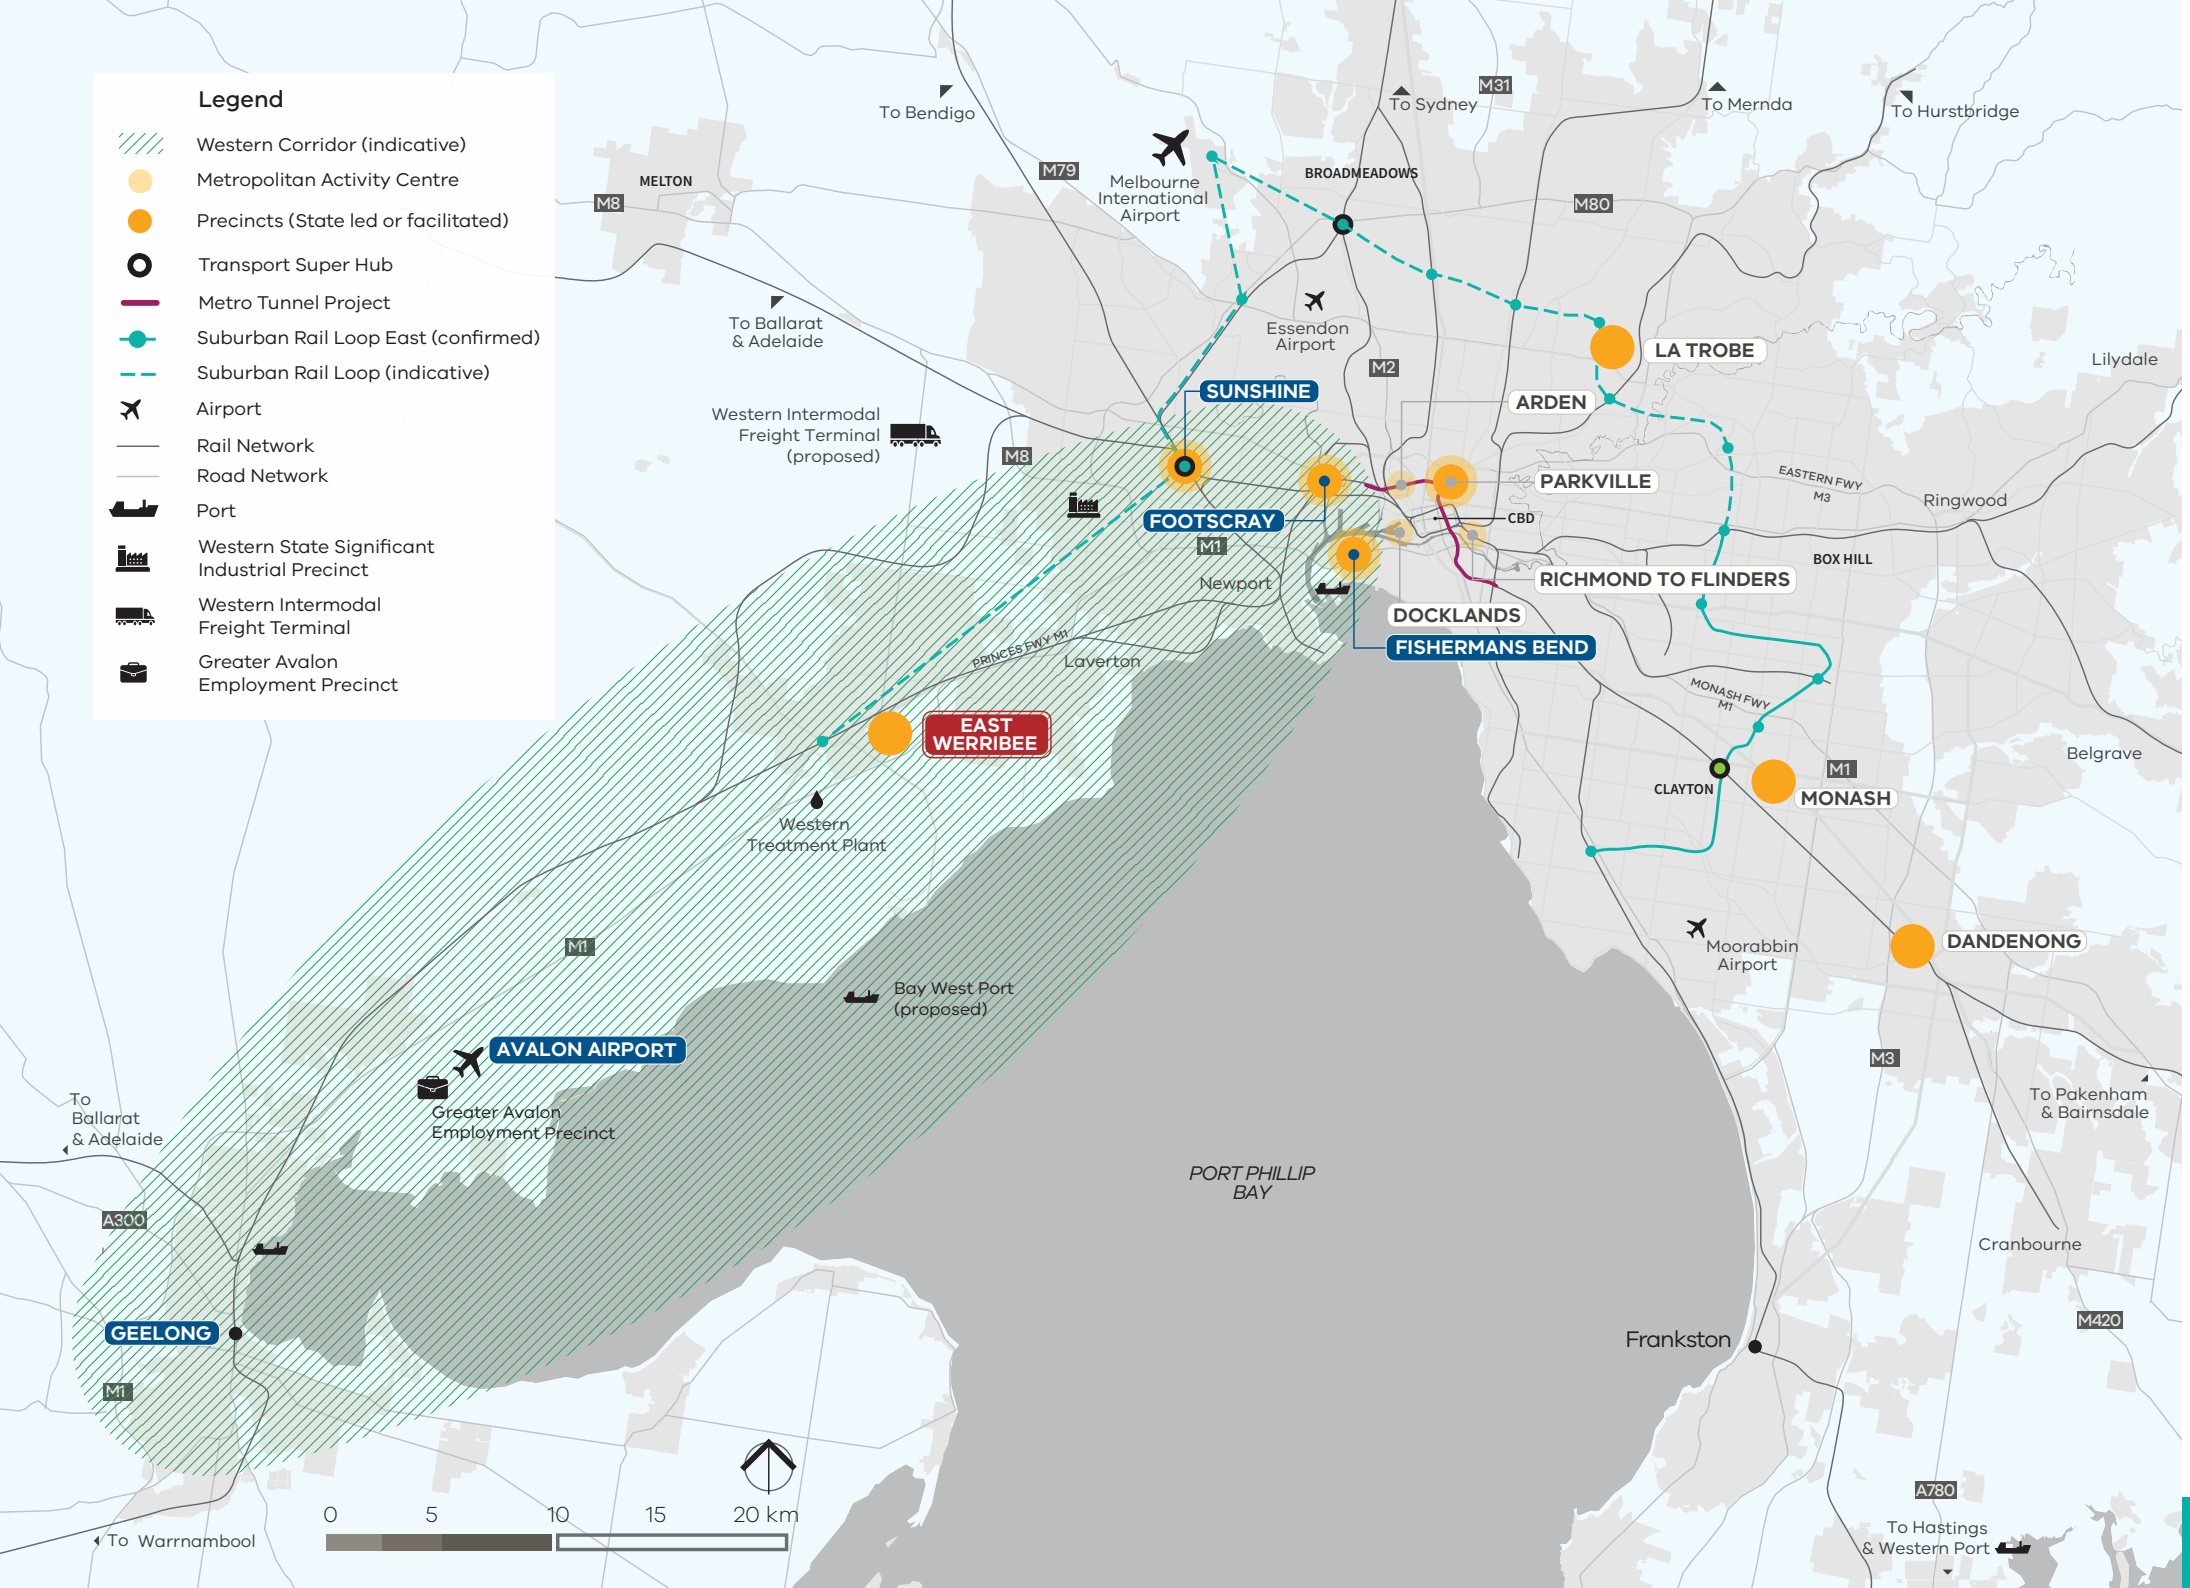 Legend
Western Corridor (indicative)
Metropolitan Activity Centre
Precincts (State led or facilitated)
Transport Super Hub
Metro Tunnel Project
Suburban Rail Loop East (confirmed)
Suburban Rail Loop (indicative)
Airport
Rail Network
Road Network
Port
Western State Significant
Industrial Precinct
Western Intermodal
Freight Terminal
Greater Avalon
Employment Precinct
To Bendigo
To Sydney
M31
To Mernda
To Hurstbridge
MELTON
M8
M79
Melbourne
International
Airport
BROADMEADOWS
M80
To Ballarat
& Adelaide
Essendon
Airport
M2
LA TROBE
Lilydale
SUNSHINE
ARDEN
Western Intermodal
Freight Terminal
(proposed)
M8
PARKVILLE
EASTERN FWY
M3
Ringwood
FOOTSCRAY
CBD
M1
BOX HILL
Newport
RICHMOND TO FLINDERS
DOCKLANDS
FISHERMANS BEND
PRINCES FWY M1
Laverton
MONASH FWY
M1
EAST
WERRIBEE
Belgrave
M1
CLAYTON
MONASH
Western
Treatment Plant
M1
Moorabbin
Airport
DANDENONG
Bay West Port
(proposed)
AVALON AIRPORT
Greater Avalon
Employment Precinct
M3
To
Ballarat
& Adelaide
To Pakenham
& Bairnsdale
PORT PHILLIP
BAY
A300
Cranbourne
GEELONG
M420
Frankston
M1
A780
0 5 10 15 20 km
To Warrnambool
To Hastings
& Western Port